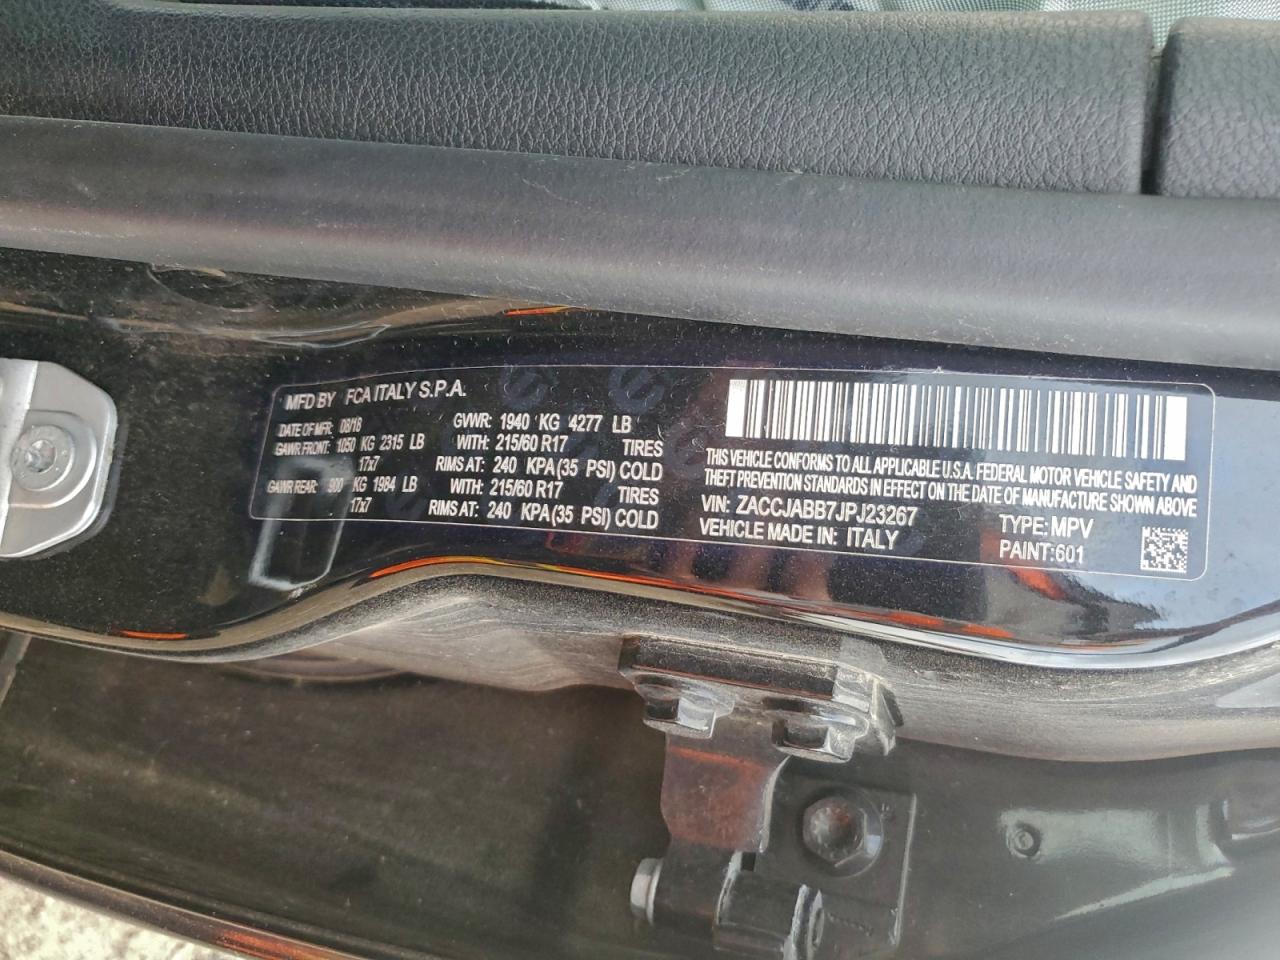 MFD BY FCA ITALY S.P.A.
DATE OF MFR: 08/18 GVWR: 1940 KG 4277 LB
GAWR FRONT: 1050 KG 2315 LB WITH: 215/60 R17 TIRES
17x7 RIMS AT: 240 KPA(35 PSI) COLD
GAWR REAR: 900 KG 1984 LB WITH: 215/60 R17 TIRES
17x7 RIMS AT: 240 KPA(35 PSI) COLD
THIS VEHICLE CONFORMS TO ALL APPLICABLE U.S.A. FEDERAL MOTOR VEHICLE SAFETY AND
THEFT PREVENTION STANDARDS IN EFFECT ON THE DATE OF MANUFACTURE SHOWN ABOVE
VIN: ZACCJABB7JPJ23267 TYPE: MPV
VEHICLE MADE IN: ITALY PAINT:601